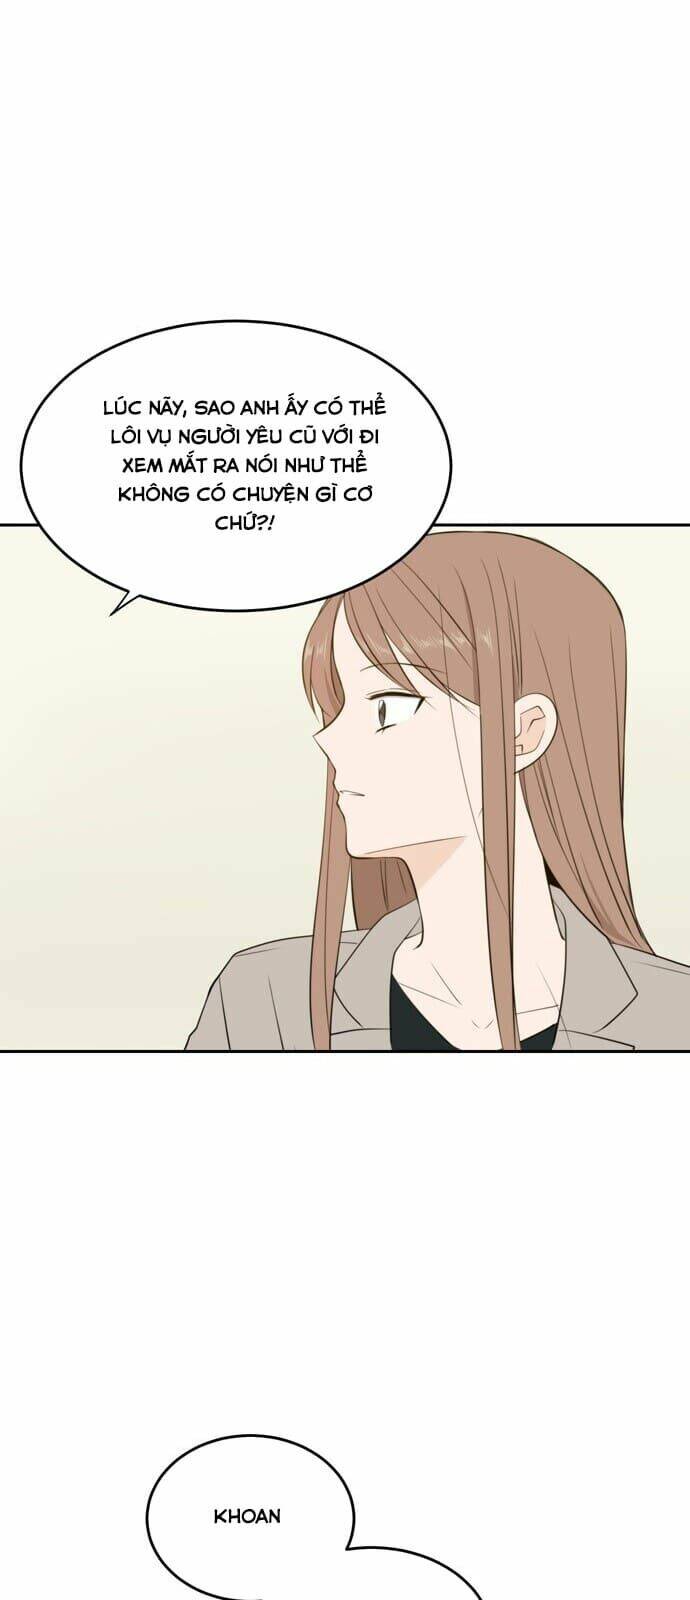 LÚC NÃY, SAO ANH ẤY CÓ THỂ
LÔI VỤ NGƯỜI YÊU CŨ VỚI ĐI
XEM MẮT RA NÓI NHƯ THỂ
KHÔNG CÓ CHUYỆN GÌ CƠ
CHỨ?!
KHOAN